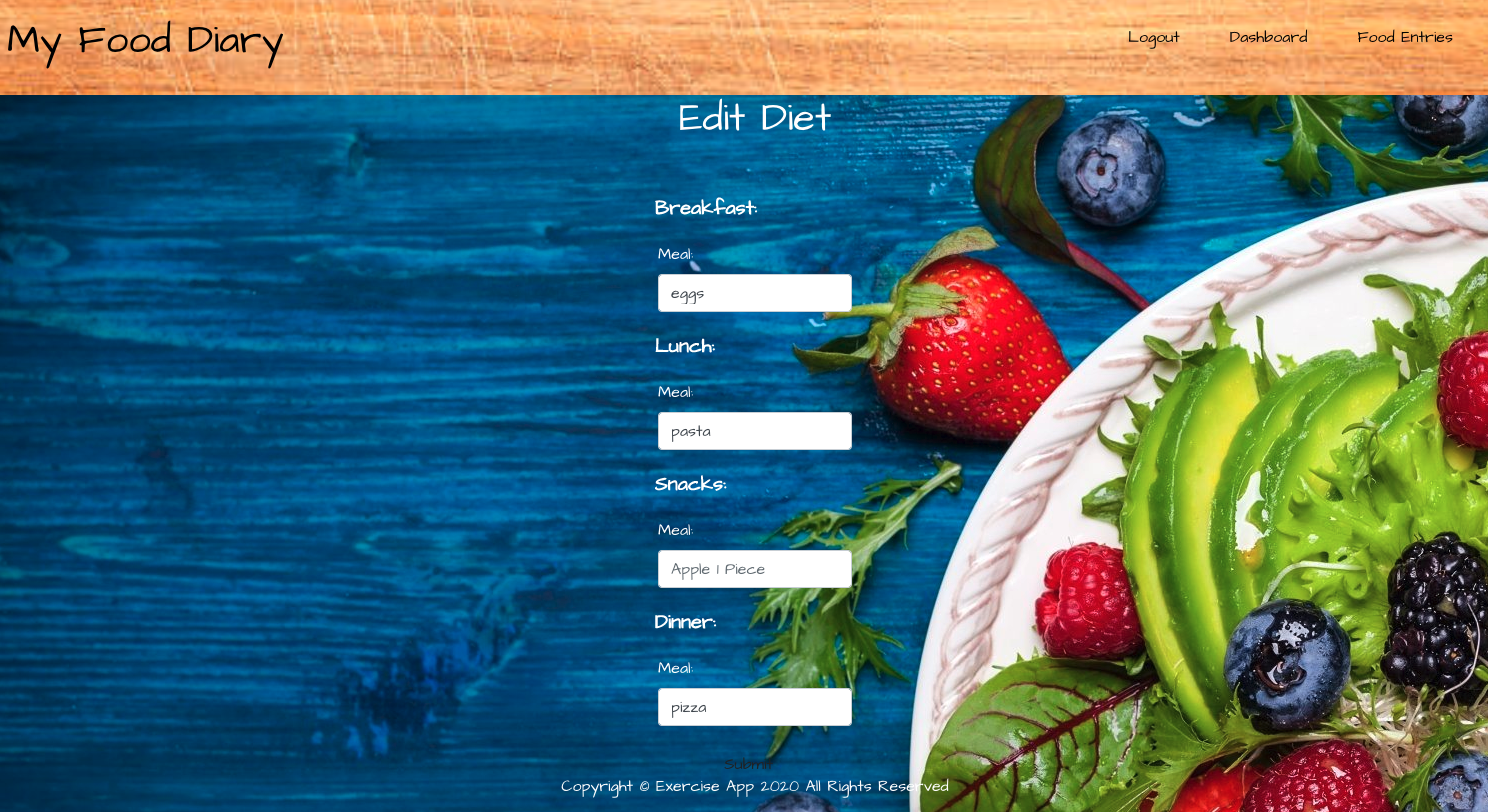 My Food Diary
Logout Dashboard Food Entries
Edit Diet
Breakfast:
Meal:
eggs
Lunch:
Meal:
pasta
Snacks:
Meal:
Apple 1 Piece
Dinner:
Meal:
pizza
Submit
Copyright © Exercise App 2020 All Rights Reserved